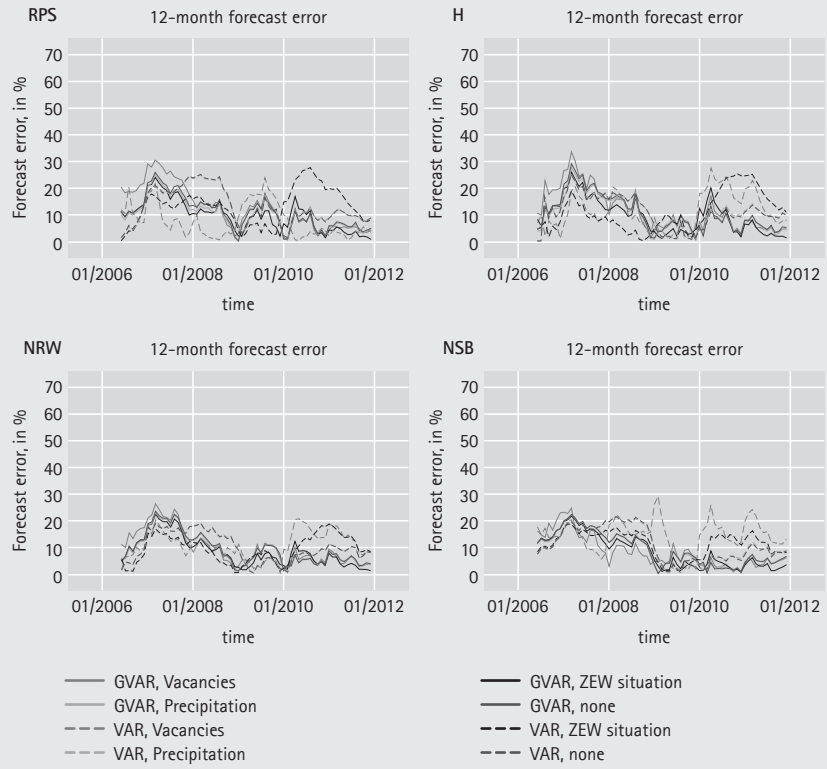 RPS 12-month forecast error
Forecast error, in %
70
60
50
40
30
20
10
0
01/2006 01/2008 01/2010 01/2012
time
H 12-month forecast error
Forecast error, in %
70
60
50
40
30
20
10
0
01/2006 01/2008 01/2010 01/2012
time
NRW 12-month forecast error
Forecast error, in %
70
60
50
40
30
20
10
0
01/2006 01/2008 01/2010 01/2012
time
NSB 12-month forecast error
Forecast error, in %
70
60
50
40
30
20
10
0
01/2006 01/2008 01/2010 01/2012
time
GVAR, Vacancies
GVAR, Precipitation
VAR, Vacancies
VAR, Precipitation
GVAR, ZEW situation
GVAR, none
VAR, ZEW situation
VAR, none